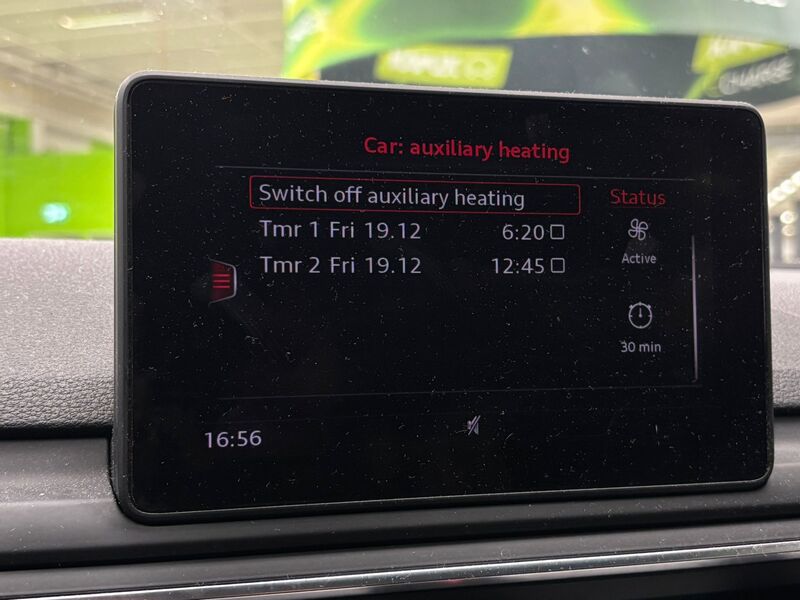 CHARGE
Car: auxiliary heating
Switch off auxiliary heating
Status
Tmr 1 Fri 19.12 6:20
Active
Tmr 2 Fri 19.12 12:45
30 min
16:56